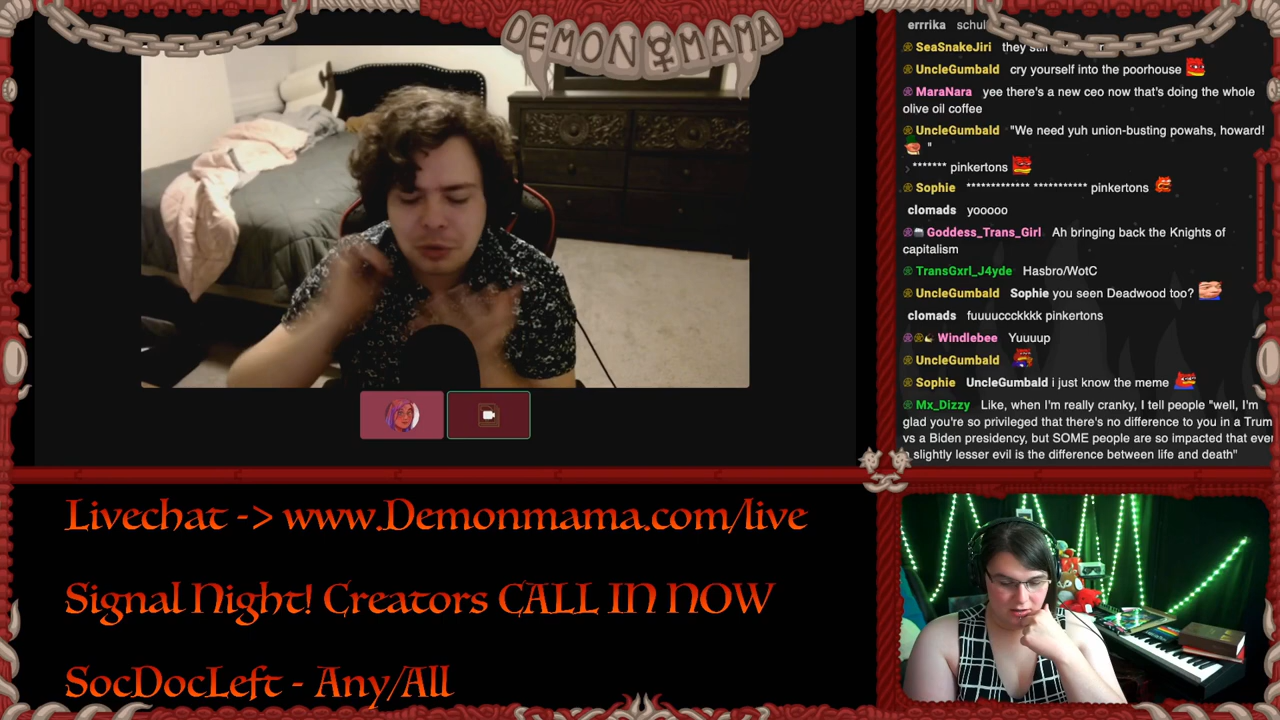 DEMON MAMA
errrika schul
SeaSnakeJiri they still
UncleGumbald cry yourself into the poorhouse
MaraNara yee there's a new ceo now that's doing the whole
olive oil coffee
UncleGumbald "We need yuh union-busting powahs, howard!
"
******* pinkertons
Sophie ************* *********** pinkertons
clomads yooooo
Goddess_Trans_Girl Ah bringing back the Knights of
capitalism
TransGxrl_J4yde Hasbro/WotC
UncleGumbald Sophie you seen Deadwood too?
clomads fuuuuccckkkk pinkertons
Windlebee Yuuuup
UncleGumbald
Sophie UncleGumbald i just know the meme
Mx_Dizzy Like, when I'm really cranky, I tell people "well, I'm
glad you're so privileged that there's no difference to you in a Trum
vs a Biden presidency, but SOME people are so impacted that eve
slightly lesser evil is the difference between life and death"
Livechat -> www.Demonmama.com/live
Signal Night! Creators CALL IN NOW
SocDocLeft - Any/All